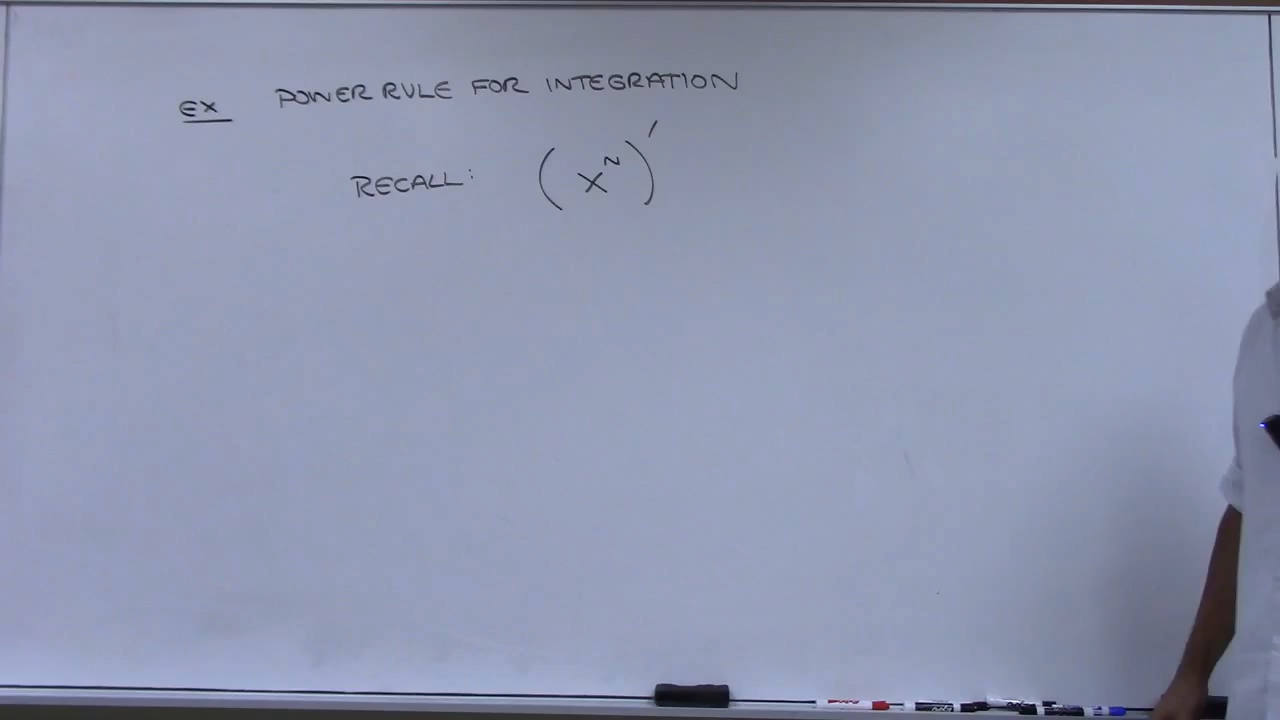 EX POWER RULE FOR INTEGRATION
RECALL: (x^N)'